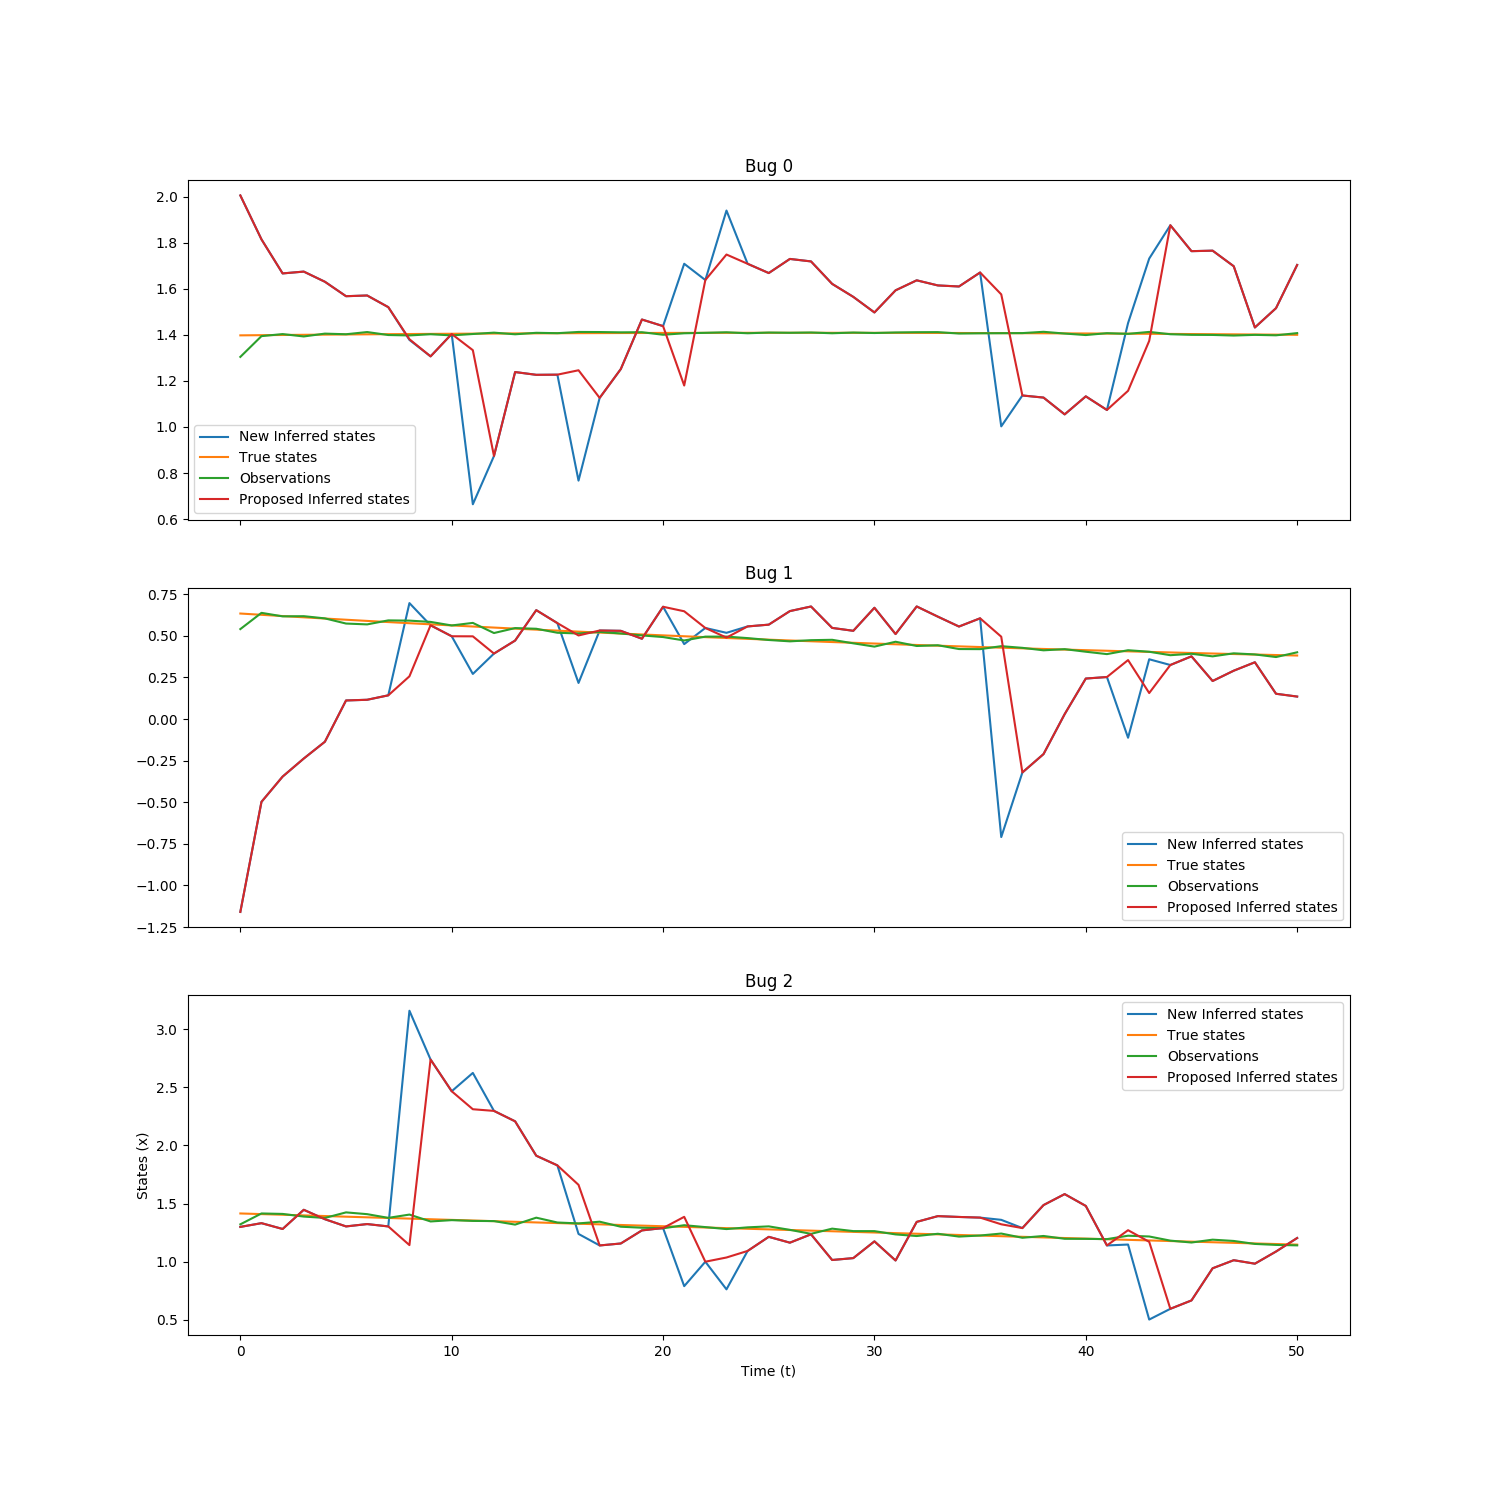 Bug 0
2.0
1.8
1.6
1.4
1.2
1.0
0.8
0.6
New Inferred states
True states
Observations
Proposed Inferred states
Bug 1
0.75
0.50
0.25
0.00
−0.25
−0.50
−0.75
−1.00
−1.25
New Inferred states
True states
Observations
Proposed Inferred states
Bug 2
States (x)
3.0
2.5
2.0
1.5
1.0
0.5
New Inferred states
True states
Observations
Proposed Inferred states
0 10 20 30 40 50
Time (t)